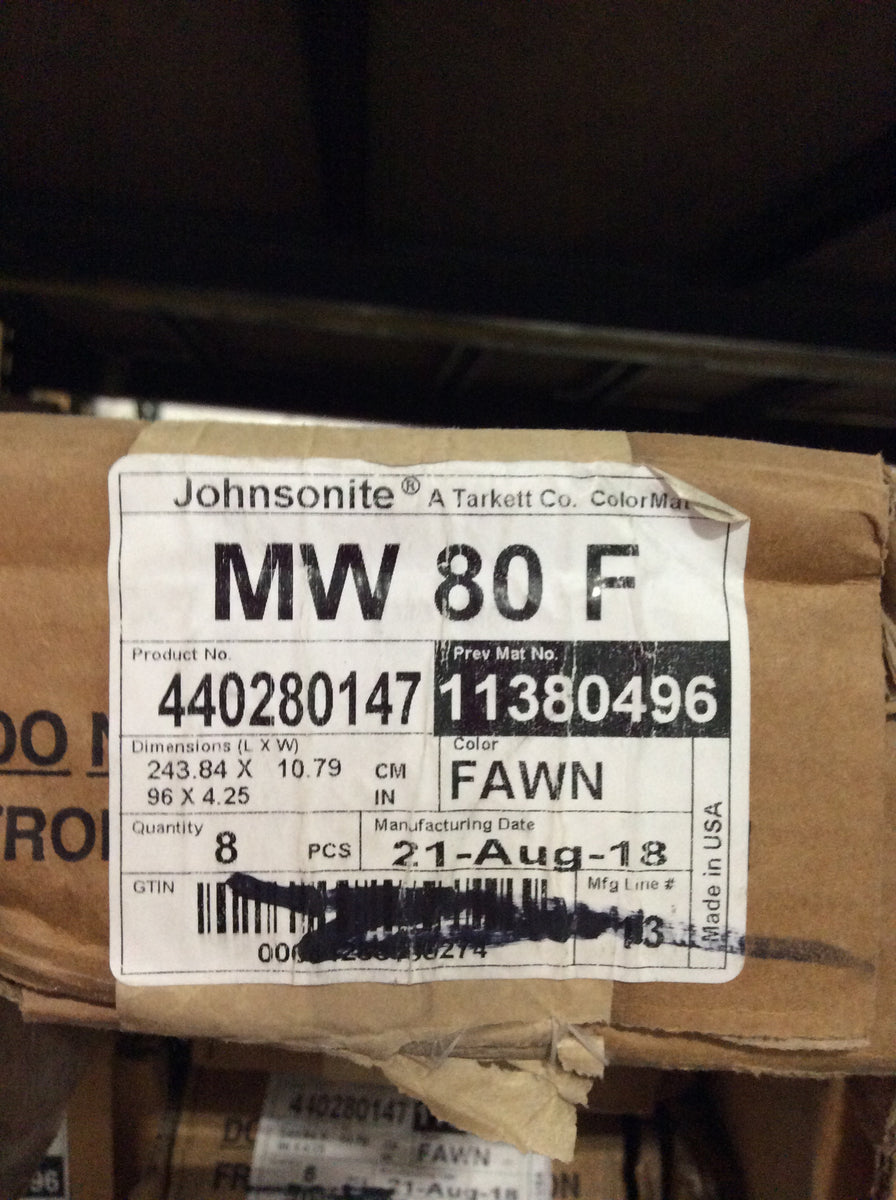 Johnsonite® A Tarkett Co.
MW 80 F
Product No.
440280147
Prev Mat No.
11380496
Dimensions (L X W)
243.84 X 10.79 CM
96 X 4.25 IN
Color
FAWN
Quantity
8 PCS
Manufacturing Date
21-Aug-18
GTIN
Mfg Line #
Made in USA
DO
440280147
FAWN
8
21-Aug-18
96